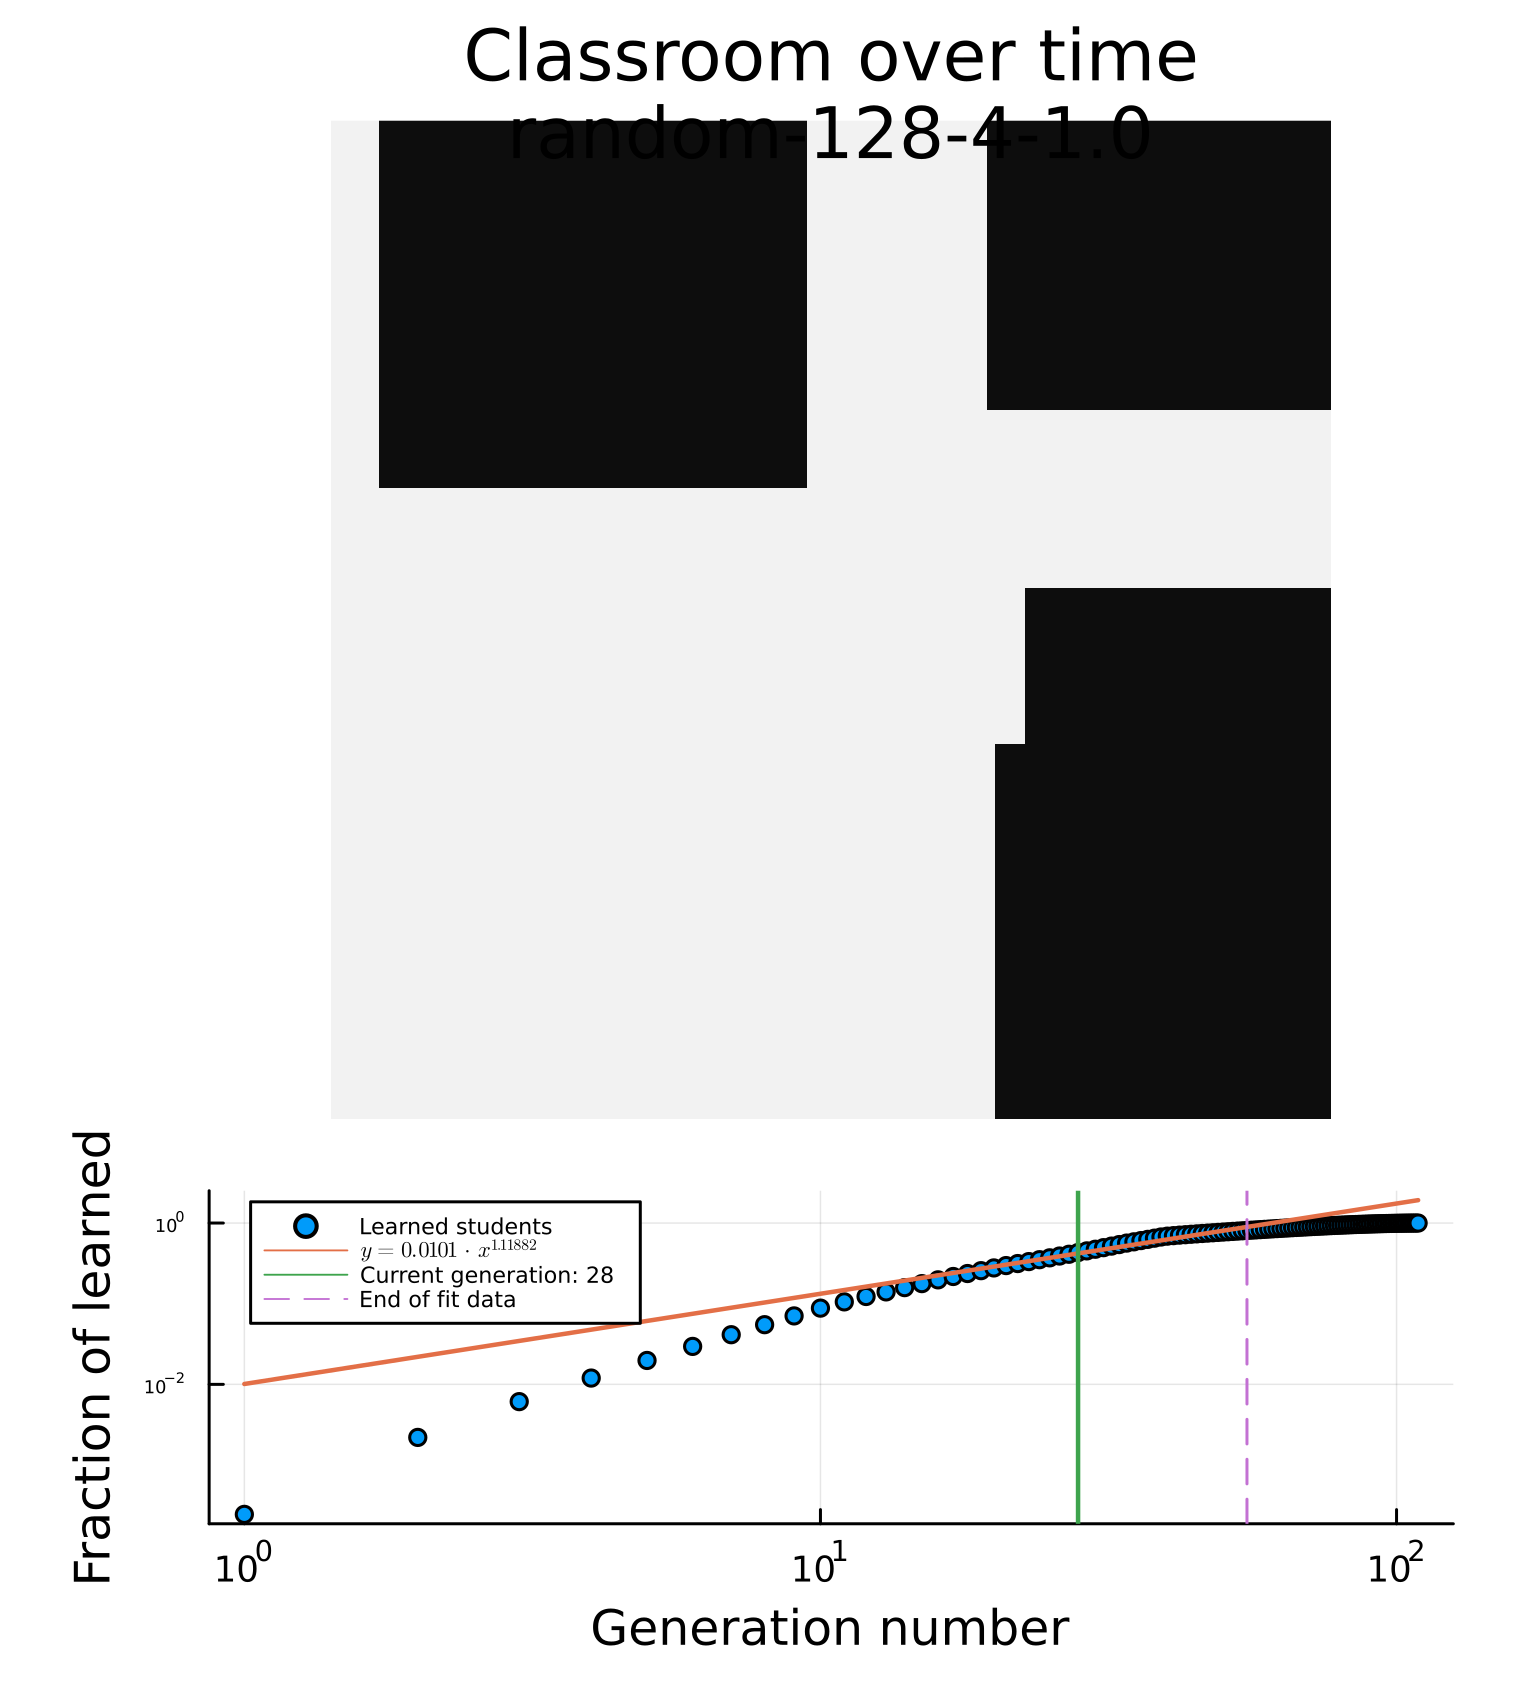 Classroom over time
random-128-4-1.0
Fraction of learned
10^0
10^−2
Learned students
y = 0.0101 · x^1.11882
Current generation: 28
End of fit data
10^0
10^1
10^2
Generation number